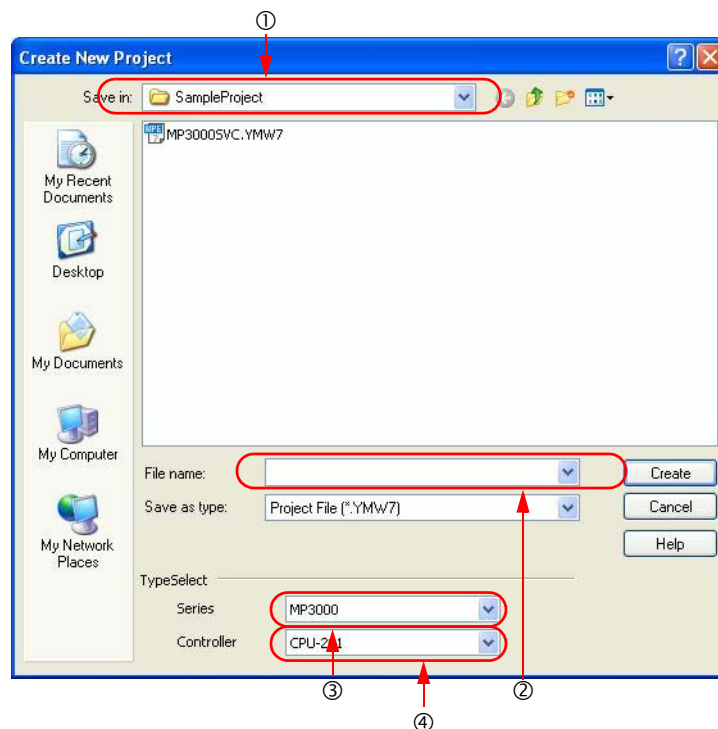 ①
Create New Project
Save in:
SampleProject
MP3000SVC.YMW7
My Recent
Documents
Desktop
My Documents
My Computer
My Network
Places
File name:
Create
Save as type:
Project File (*.YMW7)
Cancel
Help
TypeSelect
Series
MP3000
Controller
③
②
④